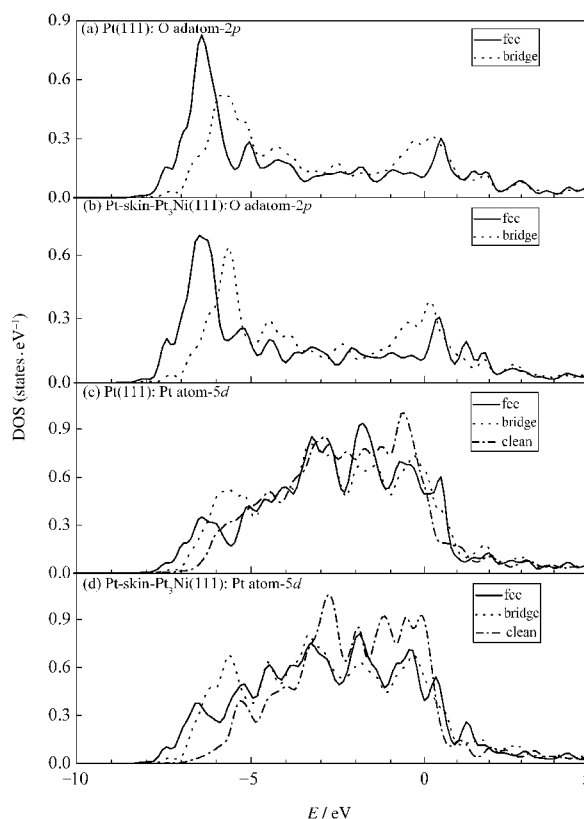 (a) Pt(111): O adatom-2p
fcc
bridge
0.9
0.6
0.3
0.0
(b) Pt-skin-Pt₃Ni(111): O adatom-2p
fcc
bridge
0.6
0.3
0.0
DOS (states·eV⁻¹)
(c) Pt(111): Pt atom-5d
fcc
bridge
clean
0.9
0.6
0.3
0.0
(d) Pt-skin-Pt₃Ni(111): Pt atom-5d
fcc
bridge
clean
0.9
0.6
0.3
0.0
−10
−5
0
E / eV